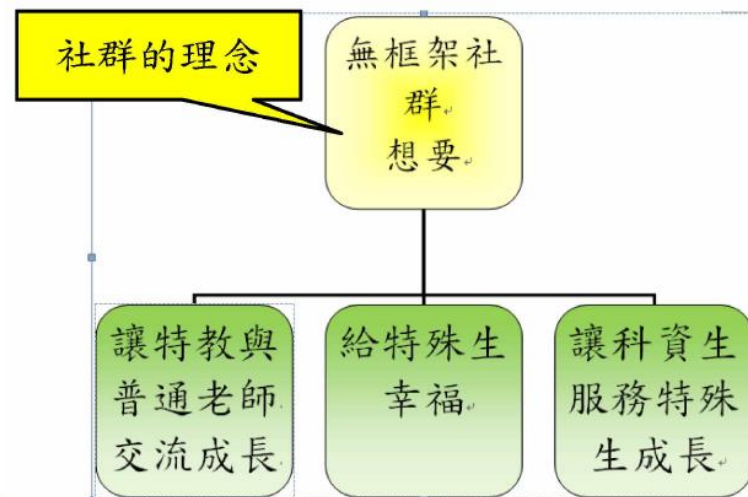 社群的理念
無框架社
群
想要
讓特教與
普通老師
交流成長
給特殊生
幸福
讓科資生
服務特殊
生成長